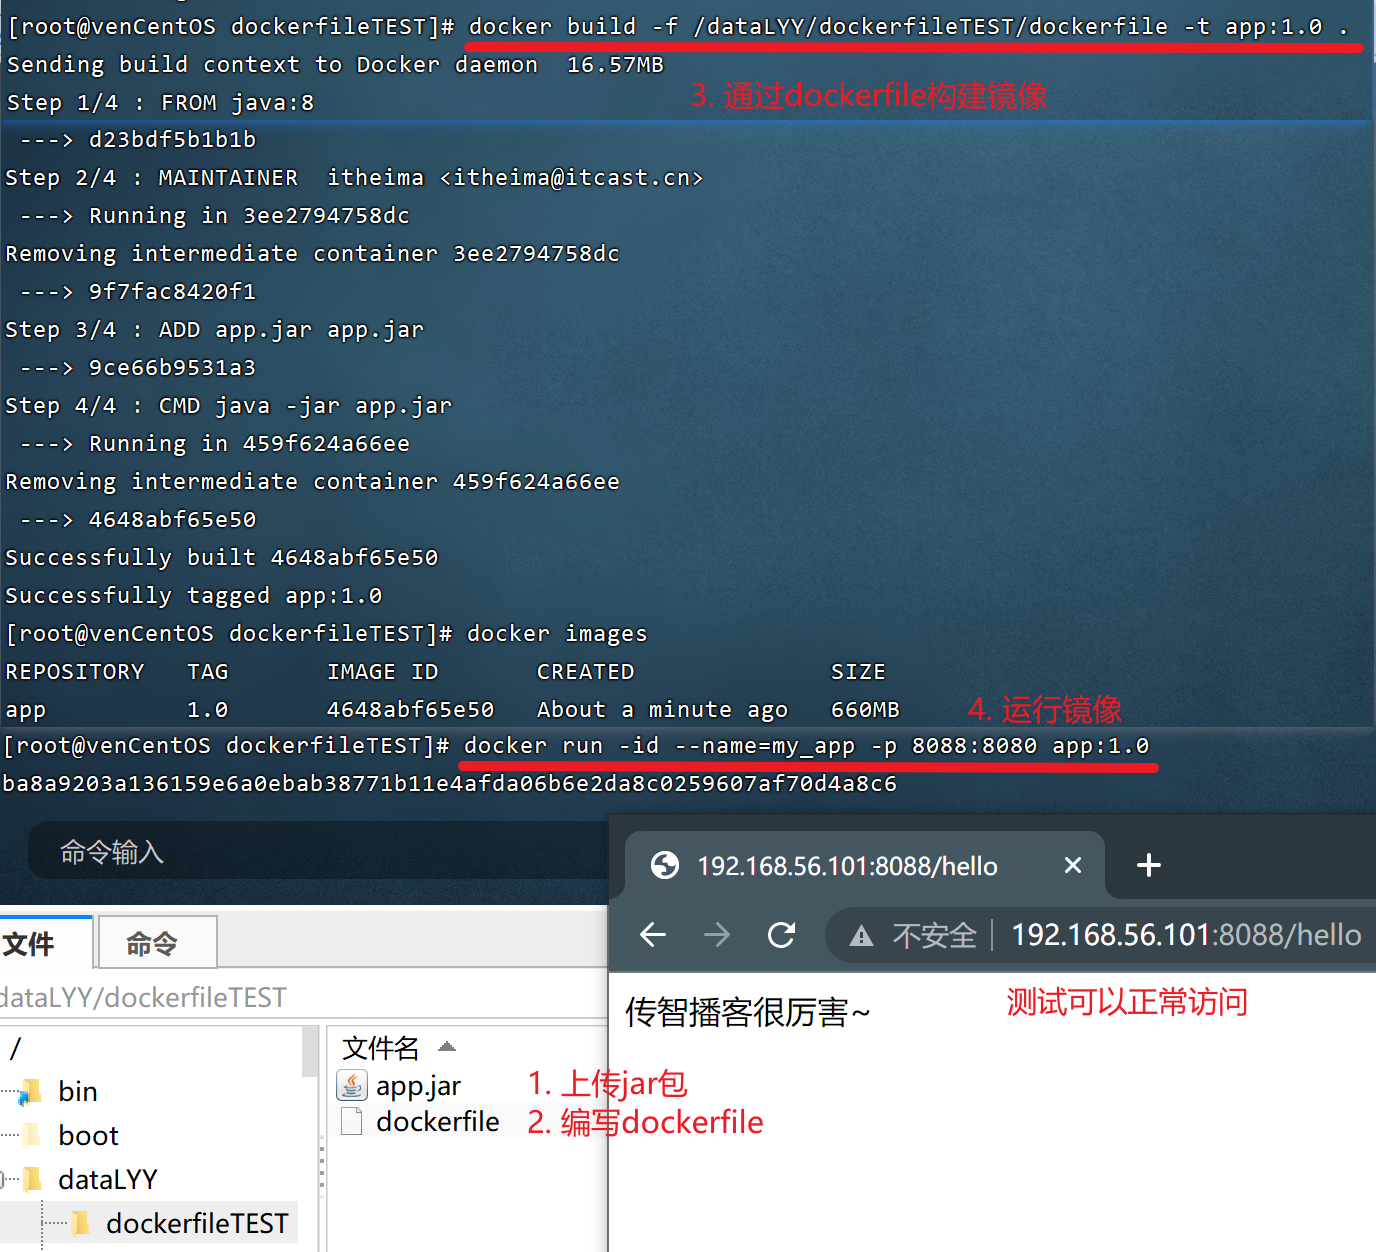 [root@venCentOS dockerfileTEST]# docker build -f /dataLYY/dockerfileTEST/dockerfile -t app:1.0 .
Sending build context to Docker daemon  16.57MB
Step 1/4 : FROM java:8
3. 通过dockerfile构建镜像
 ---> d23bdf5b1b1b
Step 2/4 : MAINTAINER  itheima <itheima@itcast.cn>
 ---> Running in 3ee2794758dc
Removing intermediate container 3ee2794758dc
 ---> 9f7fac8420f1
Step 3/4 : ADD app.jar app.jar
 ---> 9ce66b9531a3
Step 4/4 : CMD java -jar app.jar
 ---> Running in 459f624a66ee
Removing intermediate container 459f624a66ee
 ---> 4648abf65e50
Successfully built 4648abf65e50
Successfully tagged app:1.0
[root@venCentOS dockerfileTEST]# docker images
REPOSITORY   TAG       IMAGE ID       CREATED              SIZE
app          1.0       4648abf65e50   About a minute ago   660MB
4. 运行镜像
[root@venCentOS dockerfileTEST]# docker run -id --name=my_app -p 8088:8080 app:1.0
ba8a9203a136159e6a0ebab38771b11e4afda06b6e2da8c0259607af70d4a8c6
命令输入
192.168.56.101:8088/hello
不安全 192.168.56.101:8088/hello
传智播客很厉害~
测试可以正常访问
文件 命令
dataLYY/dockerfileTEST
/
bin
boot
dataLYY
dockerfileTEST
文件名
app.jar 1. 上传jar包
dockerfile 2. 编写dockerfile